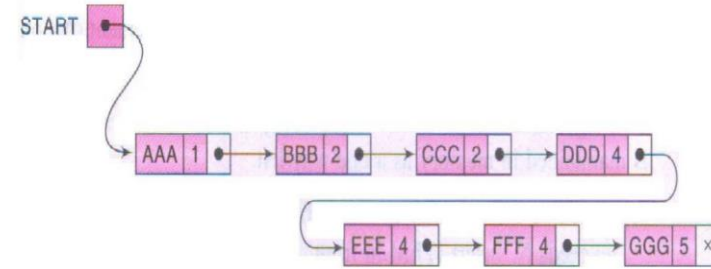 START
AAA 1 BBB 2 CCC 2 DDD 4
EEE 4 FFF 4 GGG 5 ×